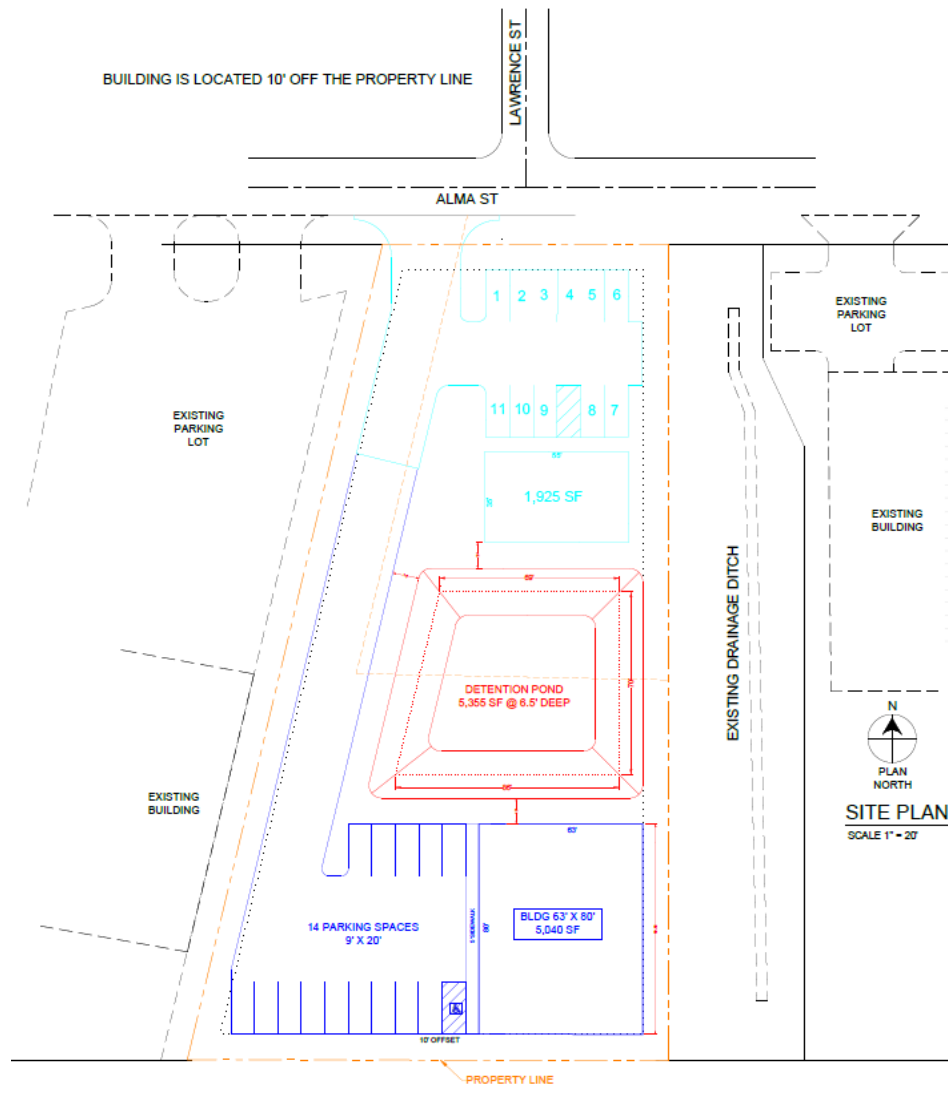 LAWRENCE ST
BUILDING IS LOCATED 10' OFF THE PROPERTY LINE
ALMA ST
1 2 3 4 5 6
EXISTING
PARKING
LOT
EXISTING
PARKING
LOT
11 10 9 8 7
1,925 SF
EXISTING
BUILDING
EXISTING DRAINAGE DITCH
69'
70'
DETENTION POND
5,355 SF @ 6.5' DEEP
N
PLAN
NORTH
SITE PLAN
SCALE 1" = 20'
EXISTING
BUILDING
63'
14 PARKING SPACES
9' X 20'
5' SIDEWALK
80'
BLDG 63' X 80'
5,040 SF
10' OFFSET
PROPERTY LINE